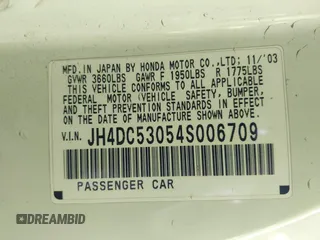 MFD. IN JAPAN BY HONDA MOTOR CO.,LTD. 11/'03
GVWR 3660LBS GAWR F 1950LBS R 1775LBS
THIS VEHICLE CONFORMS TO ALL APPLICABLE
FEDERAL MOTOR VEHICLE SAFETY, BUMPER,
AND THEFT PREVENTION STANDARDS IN EFFECT
ON THE DATE OF MANUFACTURE SHOWN ABOVE.
V.I.N. JH4DC53054S006709
PASSENGER CAR
DREAMBID